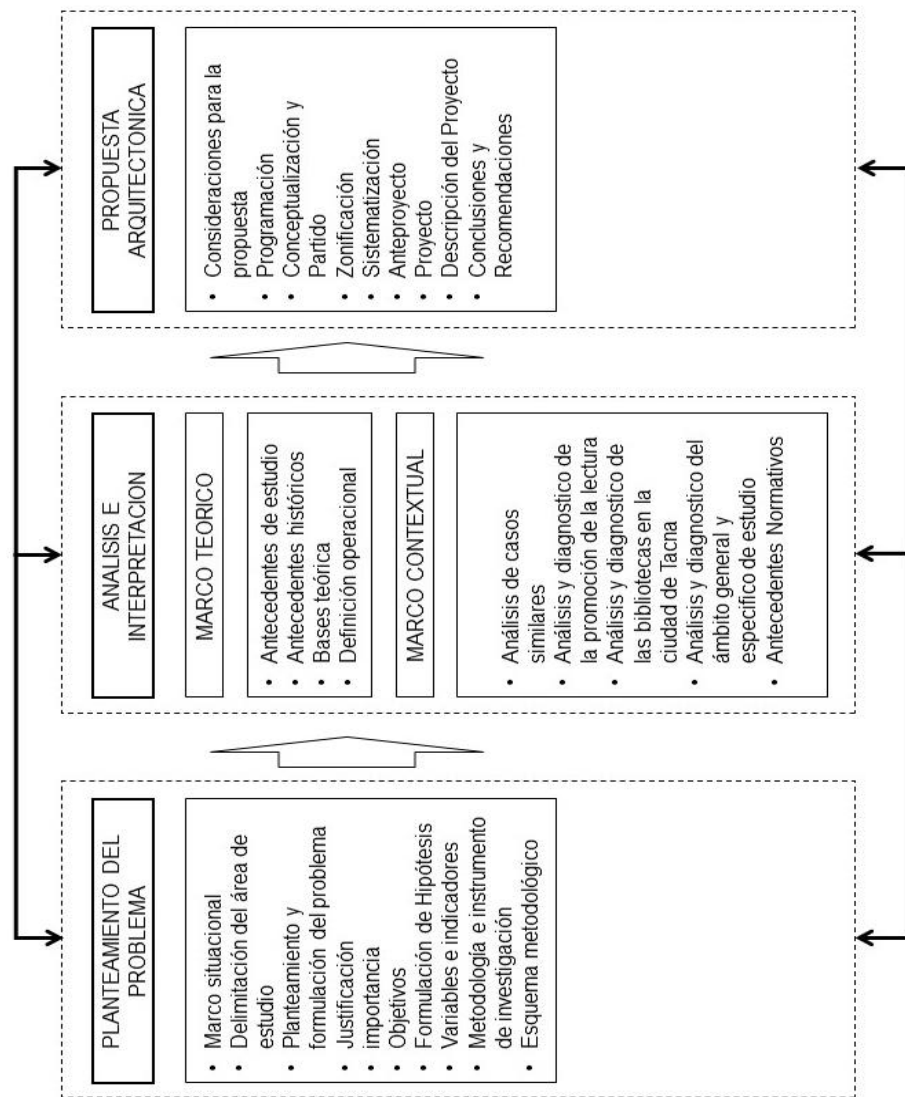 PLANTEAMIENTO DEL
PROBLEMA
• Marco situacional
• Delimitación del área de
estudio
• Planteamiento y
formulación del problema
• Justificación
• importancia
• Objetivos
• Formulación de Hipótesis
• Variables e indicadores
• Metodología e instrumento
de investigación
• Esquema metodológico
ANALISIS E
INTERPRETACION
MARCO TEORICO
• Antecedentes de estudio
• Antecedentes históricos
• Bases teórica
• Definición operacional
MARCO CONTEXTUAL
• Análisis de casos
similares
• Análisis y diagnostico de
la promoción de la lectura
• Análisis y diagnostico de
las bibliotecas en la
ciudad de Tacna
• Análisis y diagnostico del
ámbito general y
especifico de estudio
• Antecedentes Normativos
PROPUESTA
ARQUITECTONICA
• Consideraciones para la
propuesta
• Programación
• Conceptualización y
Partido
• Zonificación
• Sistematización
• Anteproyecto
• Proyecto
• Descripción del Proyecto
• Conclusiones y
Recomendaciones